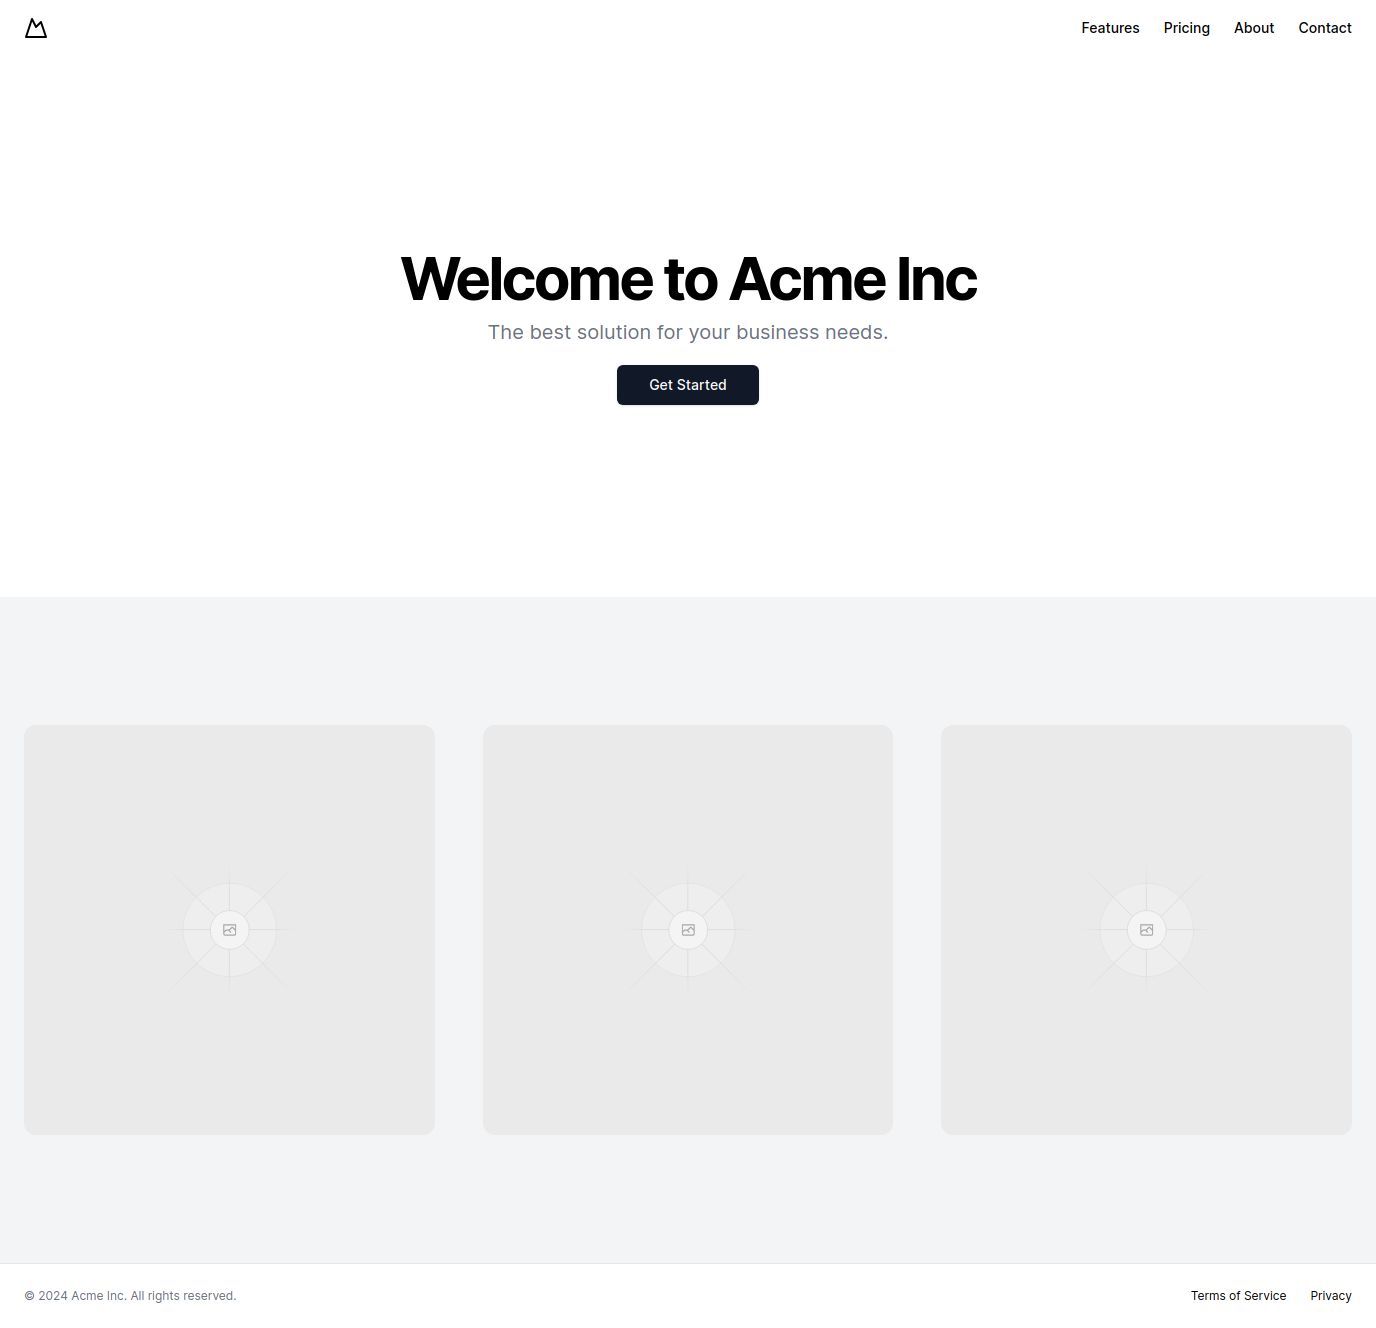 Features Pricing About Contact
Welcome to Acme Inc
The best solution for your business needs.
Get Started
© 2024 Acme Inc. All rights reserved. Terms of Service Privacy